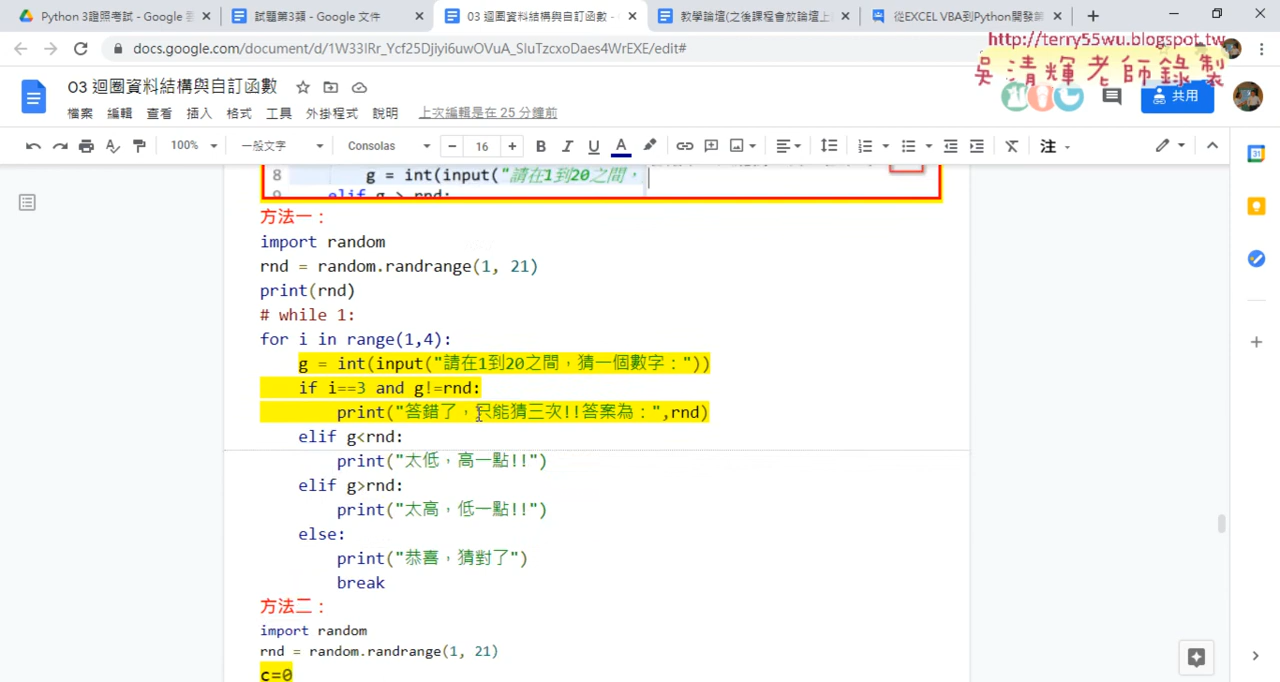 Python 3證照考試 - Google
試題第3類 - Google 文件
03 迴圈資料結構與自訂函數 -
教學論壇(之後課程會放論壇上
從EXCEL VBA到Python開發第
docs.google.com/document/d/1W33lRr_Ycf25Djiyi6uwOVuA_SluTzcxoDaes4WrEXE/edit#
http://terry55wu.blogspot.tw
吳清輝老師錄製
03 迴圈資料結構與自訂函數
檔案 編輯 查看 插入 格式 工具 外掛程式 說明 上次編輯是在 25 分鐘前
共用
100% 一般文字 Consolas 16 B I U A 注
8 g = int(input("請在1到20之間，
9 elif g > rnd:
方法一：
import random
rnd = random.randrange(1, 21)
print(rnd)
# while 1:
for i in range(1,4):
g = int(input("請在1到20之間，猜一個數字："))
if i==3 and g!=rnd:
print("答錯了，只能猜三次!!答案為：",rnd)
elif g<rnd:
print("太低，高一點!!")
elif g>rnd:
print("太高，低一點!!")
else:
print("恭喜，猜對了")
break
方法二：
import random
rnd = random.randrange(1, 21)
c=0